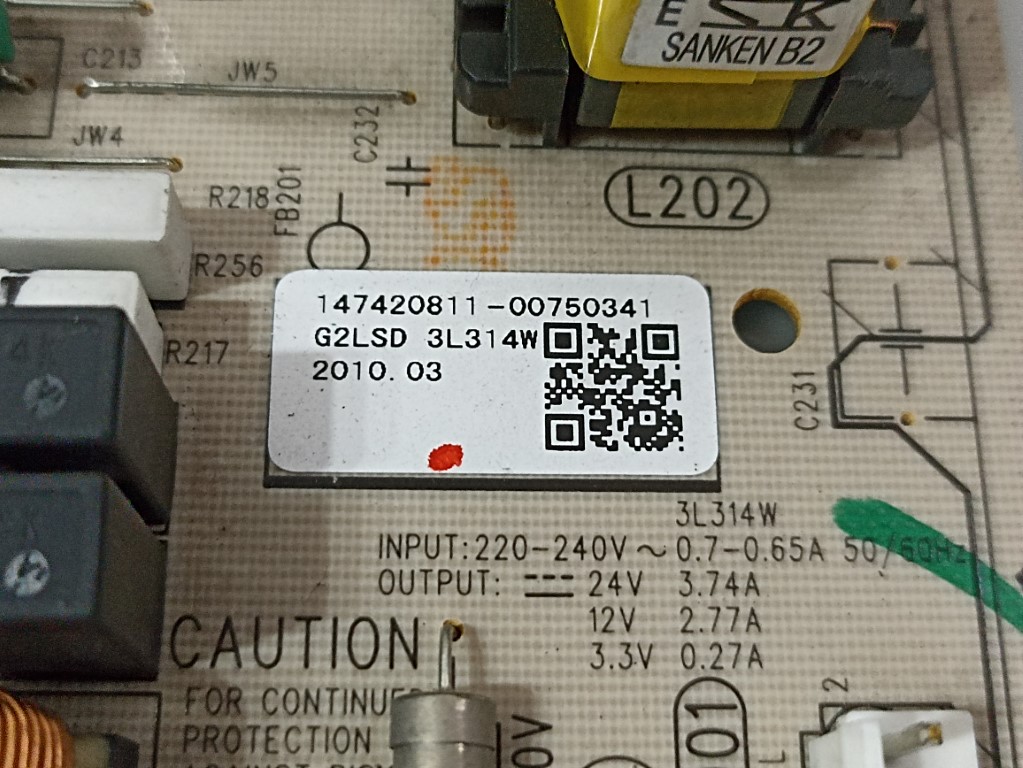 E SK
SANKEN B2
C213
JW5
C232
JW4
L202
R218
FB201
R256
147420811-00750341
G2LSD 3L314W
2010.03
R217
C231
3L314W
INPUT:220-240V ~ 0.7-0.65A 50/60Hz
OUTPUT: 24V 3.74A
12V 2.77A
3.3V 0.27A
CAUTION
FOR CONTINUE
PROTECTION